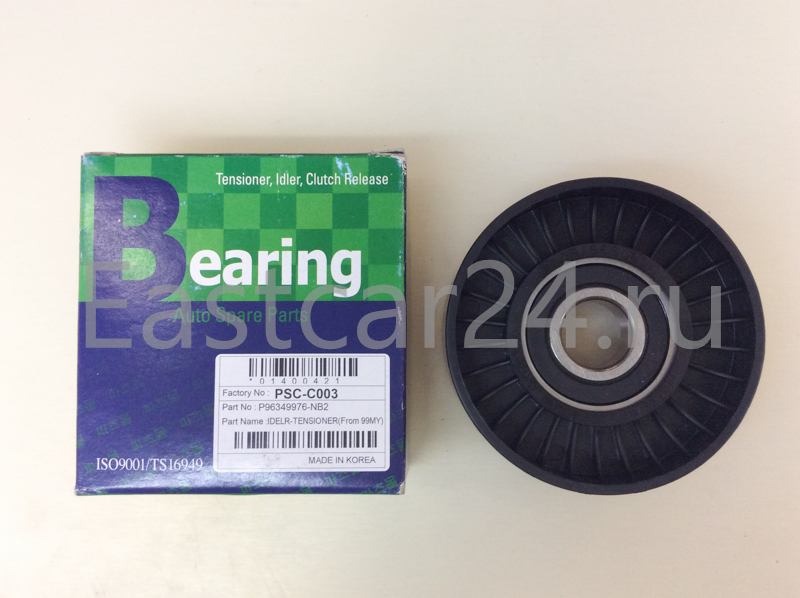 Tensioner, Idler, Clutch Release
Bearing
Auto Spare Parts
Eastcar24.ru
*01400421
Factory No : PSC-C003
Part No : P96349976-NB2
Part Name :IDELR-TENSIONER(From 99MY)
MADE IN KOREA
ISO9001/TS16949